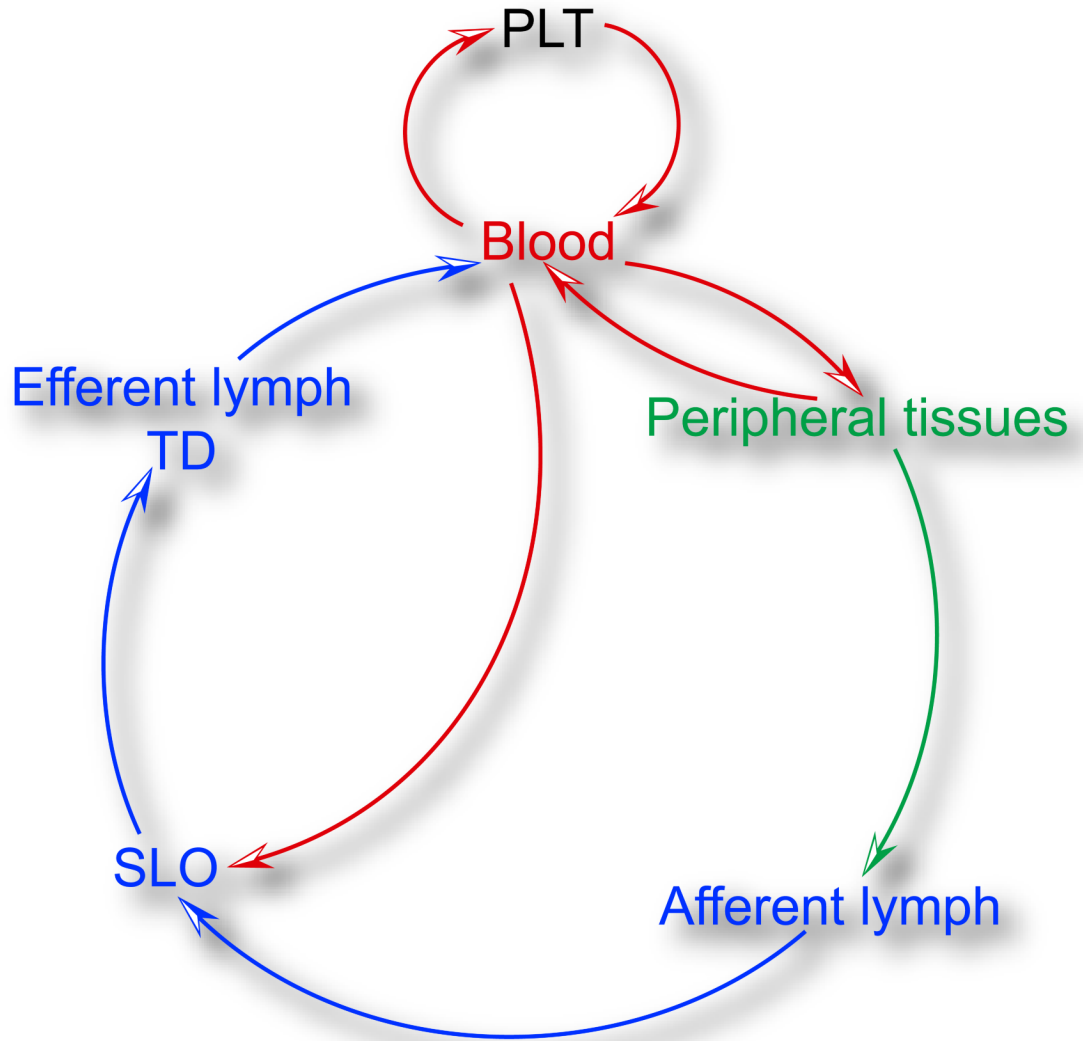 PLT
Blood
Efferent lymph
TD
Peripheral tissues
SLO
Afferent lymph